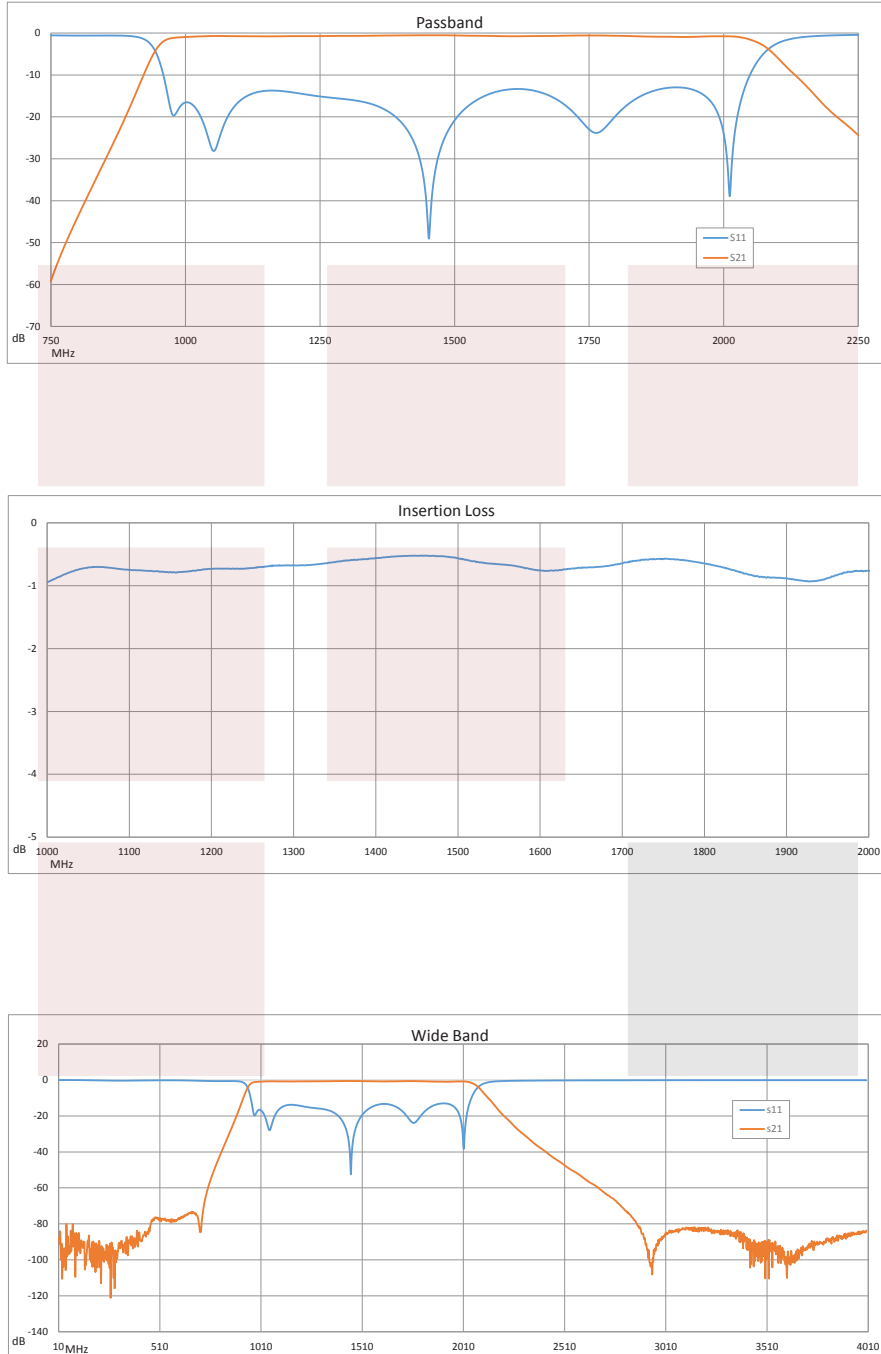 Passband
0
-10
-20
-30
-40
-50
-60
-70
S11
S21
dB
750 1000 1250 1500 1750 2000 2250
MHz
Insertion Loss
0
-1
-2
-3
-4
-5
dB
1000 1100 1200 1300 1400 1500 1600 1700 1800 1900 2000
MHz
Wide Band
20
0
-20
-40
-60
-80
-100
-120
-140
s11
s21
dB
10 MHz 510 1010 1510 2010 2510 3010 3510 4010